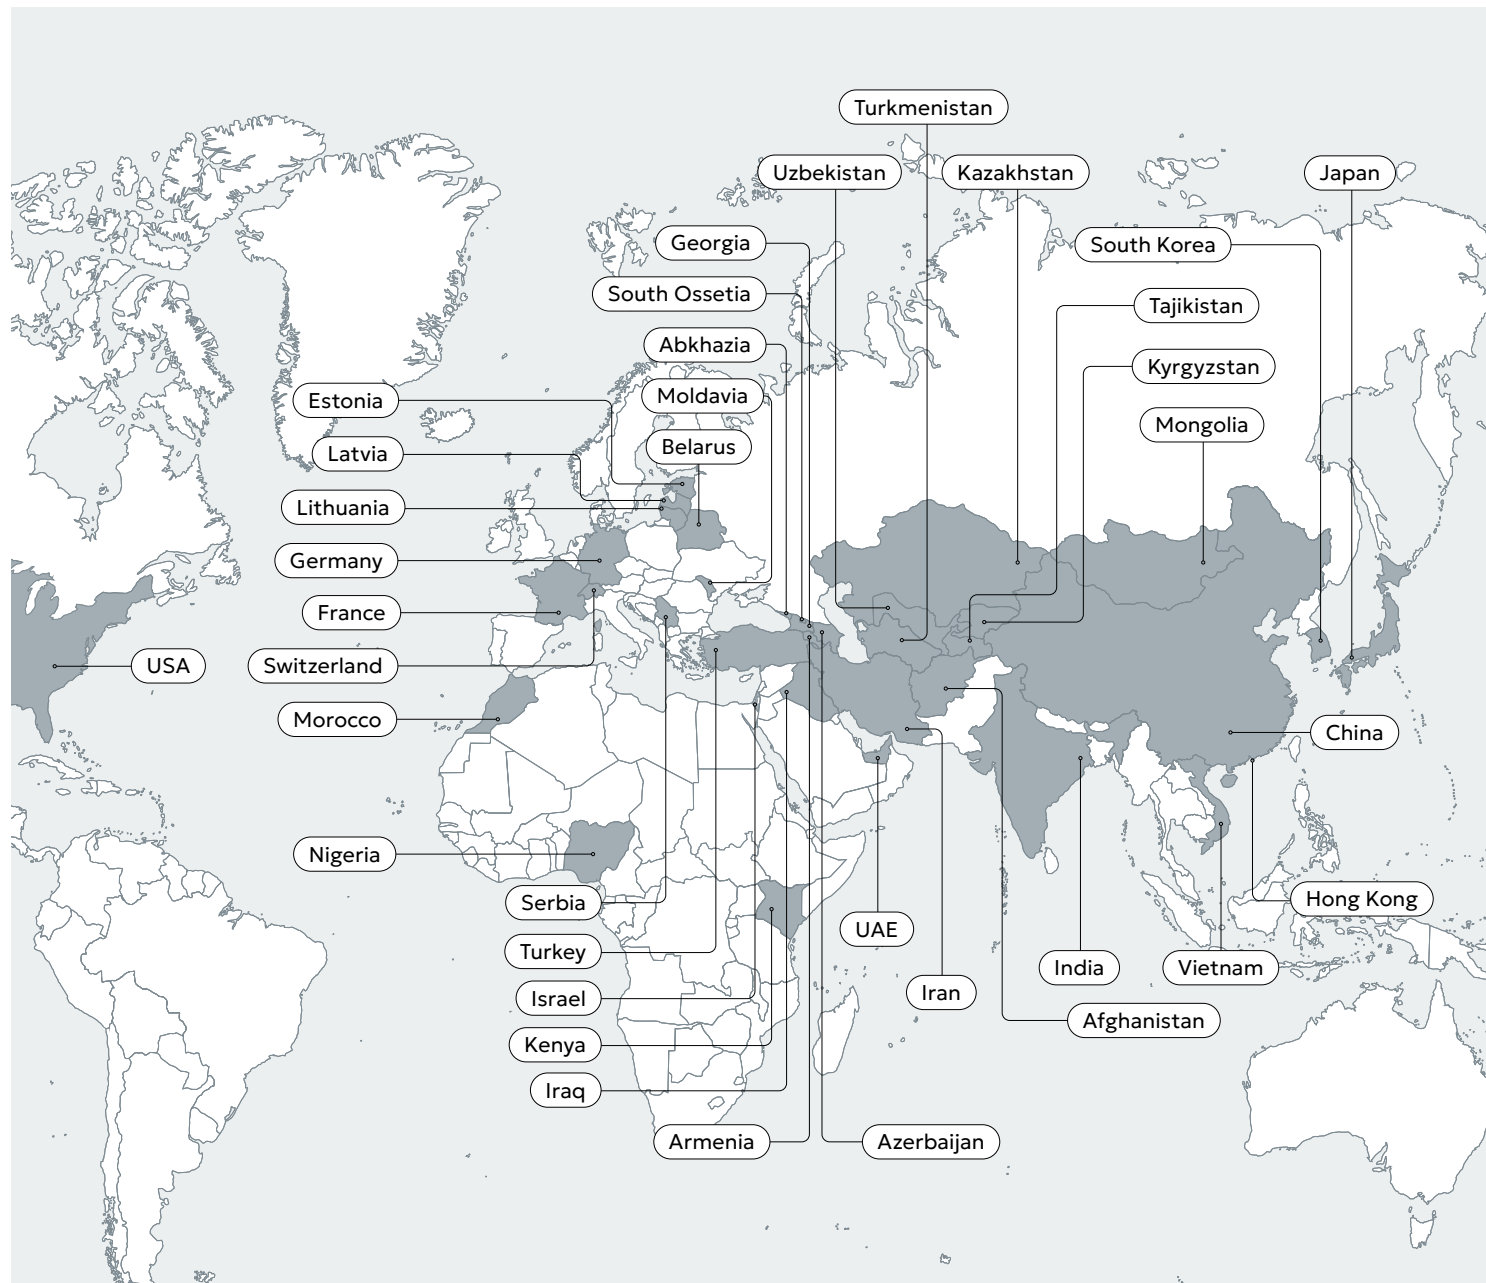 Turkmenistan
Uzbekistan
Kazakhstan
Japan
Georgia
South Korea
South Ossetia
Tajikistan
Abkhazia
Kyrgyzstan
Estonia
Moldavia
Mongolia
Latvia
Belarus
Lithuania
Germany
France
USA
Switzerland
Morocco
China
Nigeria
Serbia
Hong Kong
UAE
Turkey
India
Vietnam
Israel
Iran
Afghanistan
Kenya
Iraq
Armenia
Azerbaijan